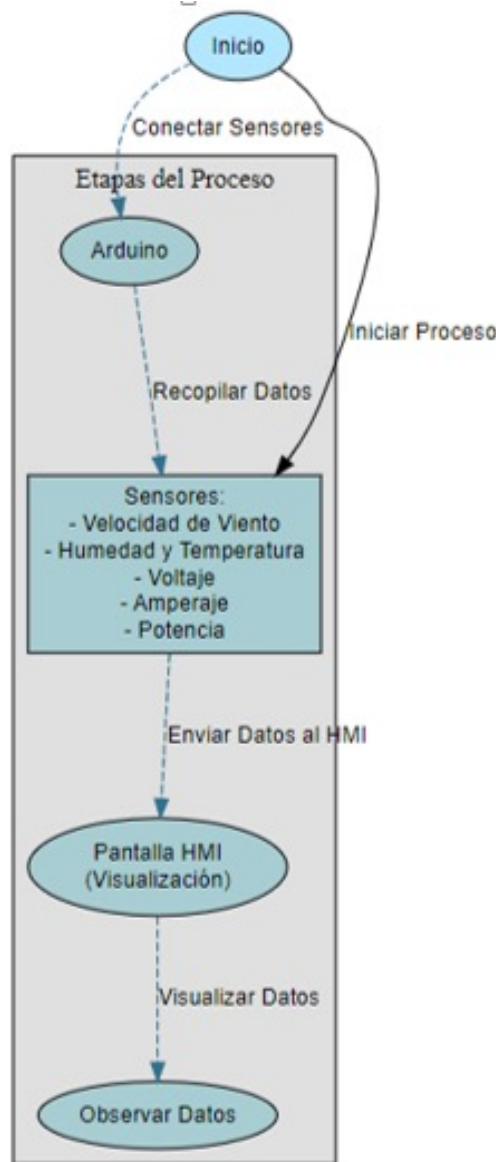 Inicio
Conectar Sensores
Etapas del Proceso
Arduino
Iniciar Proceso
Recopilar Datos
Sensores:
- Velocidad de Viento
- Humedad y Temperatura
- Voltaje
- Amperaje
- Potencia
Enviar Datos al HMI
Pantalla HMI
(Visualización)
Visualizar Datos
Observar Datos